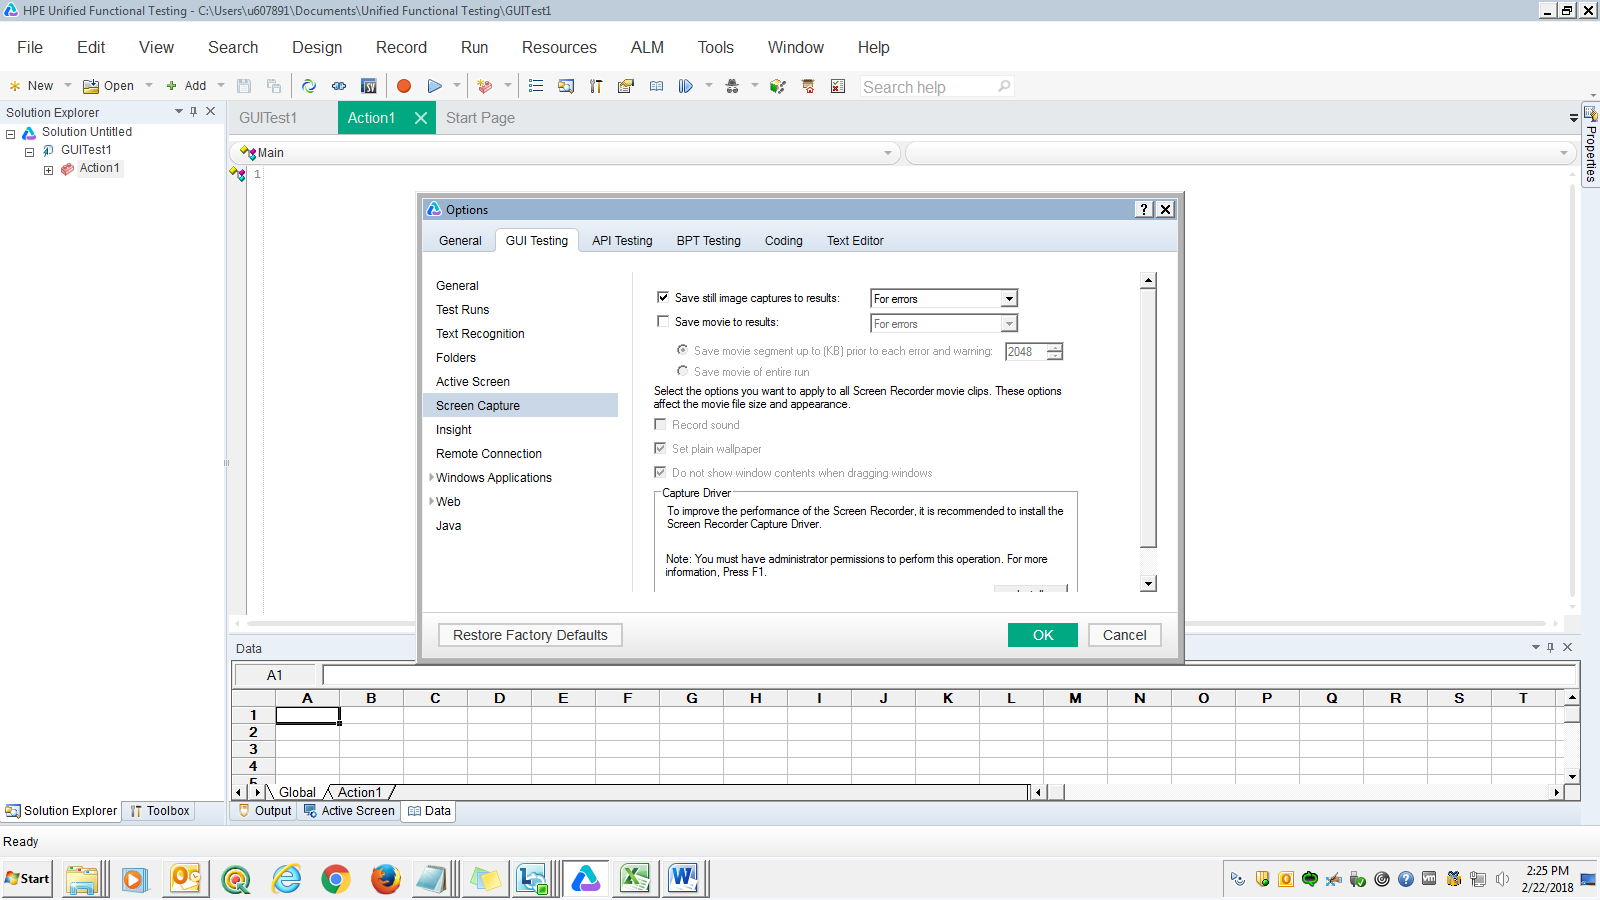 HPE Unified Functional Testing - C:\Users\u607891\Documents\Unified Functional Testing\GUITest1
File Edit View Search Design Record Run Resources ALM Tools Window Help
New Open Add Search help
Solution Explorer
GUITest1 Action1 Start Page
Solution Untitled
GUITest1
Action1
Main
1
Properties
Options
General GUI Testing API Testing BPT Testing Coding Text Editor
General
Test Runs
Text Recognition
Folders
Active Screen
Screen Capture
Insight
Remote Connection
Windows Applications
Web
Java
Save still image captures to results: For errors
Save movie to results: For errors
Save movie segment up to (KB) prior to each error and warning: 2048
Save movie of entire run
Select the options you want to apply to all Screen Recorder movie clips. These options
affect the movie file size and appearance.
Record sound
Set plain wallpaper
Do not show window contents when dragging windows
Capture Driver
To improve the performance of the Screen Recorder, it is recommended to install the
Screen Recorder Capture Driver.
Note: You must have administrator permissions to perform this operation. For more
information, Press F1.
Restore Factory Defaults OK Cancel
Data
A1
A B C D E F G H I J K L M N O P Q R S T
1
2
3
4
5
Global Action1
Solution Explorer Toolbox Output Active Screen Data
Ready
Start
2:25 PM
2/22/2018